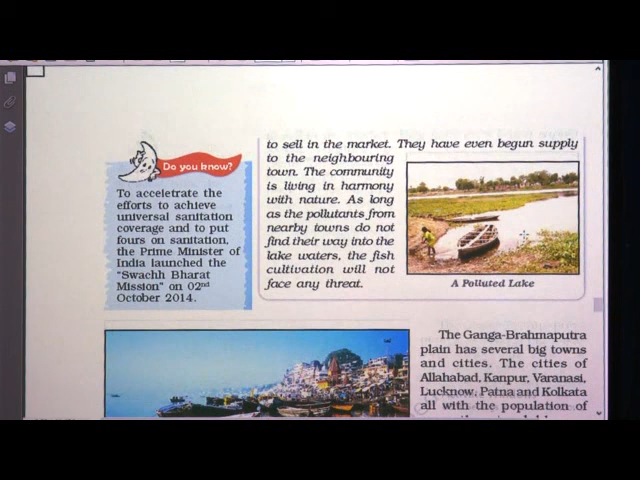 Do you know?
To acceletrate the
efforts to achieve
universal sanitation
coverage and to put
fours on sanitation,
the Prime Minister of
India launched the
"Swachh Bharat
Mission" on 02nd
October 2014.
to sell in the market. They have even begun supply
to the neighbouring
town. The community
is living in harmony
with nature. As long
as the pollutants from
nearby towns do not
find their way into the
lake waters, the fish
cultivation will not
face any threat.
A Polluted Lake
The Ganga-Brahmaputra
plain has several big towns
and cities. The cities of
Allahabad, Kanpur, Varanasi,
Lucknow, Patna and Kolkata
all with the population of